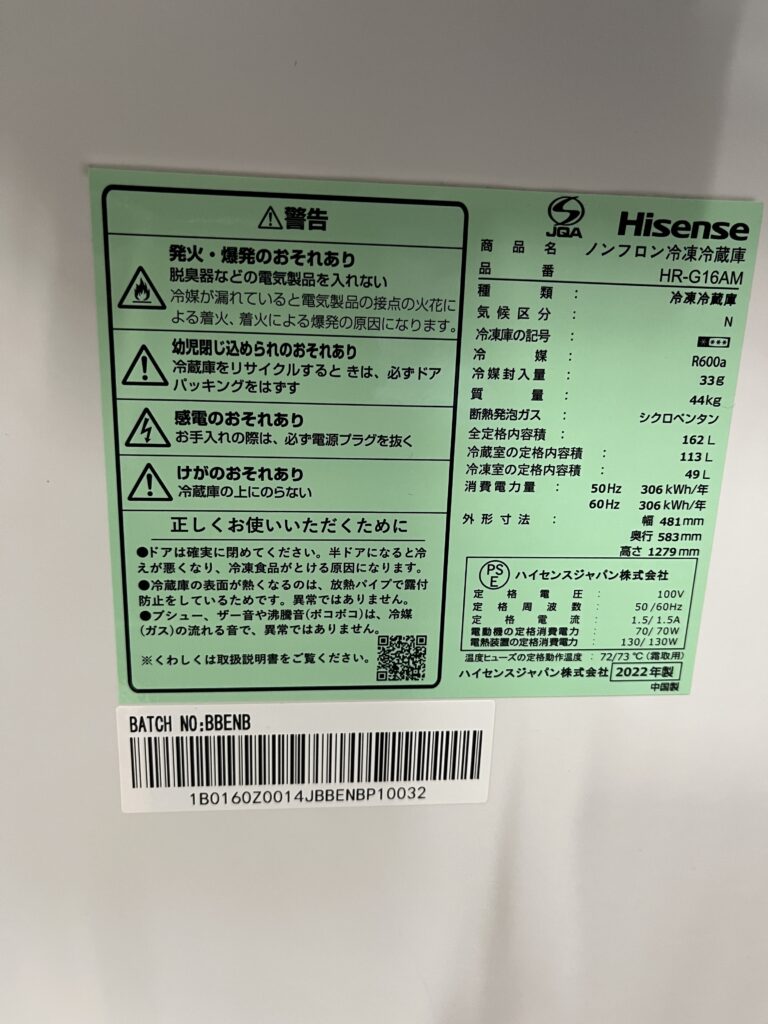 ⚠警告
発火・爆発のおそれあり
脱臭器などの電気製品を入れない
冷媒が漏れていると電気製品の接点の火花に
よる着火、着火による爆発の原因になります。
幼児閉じ込められのおそれあり
冷蔵庫をリサイクルすると きは、必ずドア
パッキングをはずす
感電のおそれあり
お手入れの際は、必ず電源プラグを抜く
けがのおそれあり
冷蔵庫の上にのらない
正しくお使いいただくために
●ドアは確実に閉めてください。半ドアになると冷
えが悪くなり、冷凍食品がとける原因になります。
●冷蔵庫の表面が熱くなるのは、放熱パイプで露付
防止をしているためです。異常ではありません。
●プシュー、ザー音や沸騰音(ボコボコ)は、冷媒
(ガス)の流れる音で、異常ではありません。
※くわしくは取扱説明書をご覧ください。
JQA Hisense
商品名 ノンフロン冷凍冷蔵庫
品番 HR-G16AM
種類 : 冷凍冷蔵庫
気候区分 : N
冷凍庫の記号 : ****
冷媒 : R600a
冷媒封入量 : 33g
質量 : 44kg
断熱発泡ガス : シクロペンタン
全定格内容積 : 162 L
冷蔵室の定格内容積 : 113 L
冷凍室の定格内容積 : 49 L
消費電力量 : 50Hz 306 kWh/年
60Hz 306 kWh/年
外形寸法 : 幅 481mm
奥行 583mm
高さ 1279mm
PSE ハイセンスジャパン株式会社
定格電圧 : 100V
定格周波数 : 50/60Hz
定格電流 : 1.5/1.5A
電動機の定格消費電力 : 70/70W
電熱装置の定格消費電力 : 130/130W
温度ヒューズの定格動作温度 : 72/73℃(霜取用)
ハイセンスジャパン株式会社 2022年製
中国製
BATCH NO:BBENB
1B0160Z0014JBBENBP10032